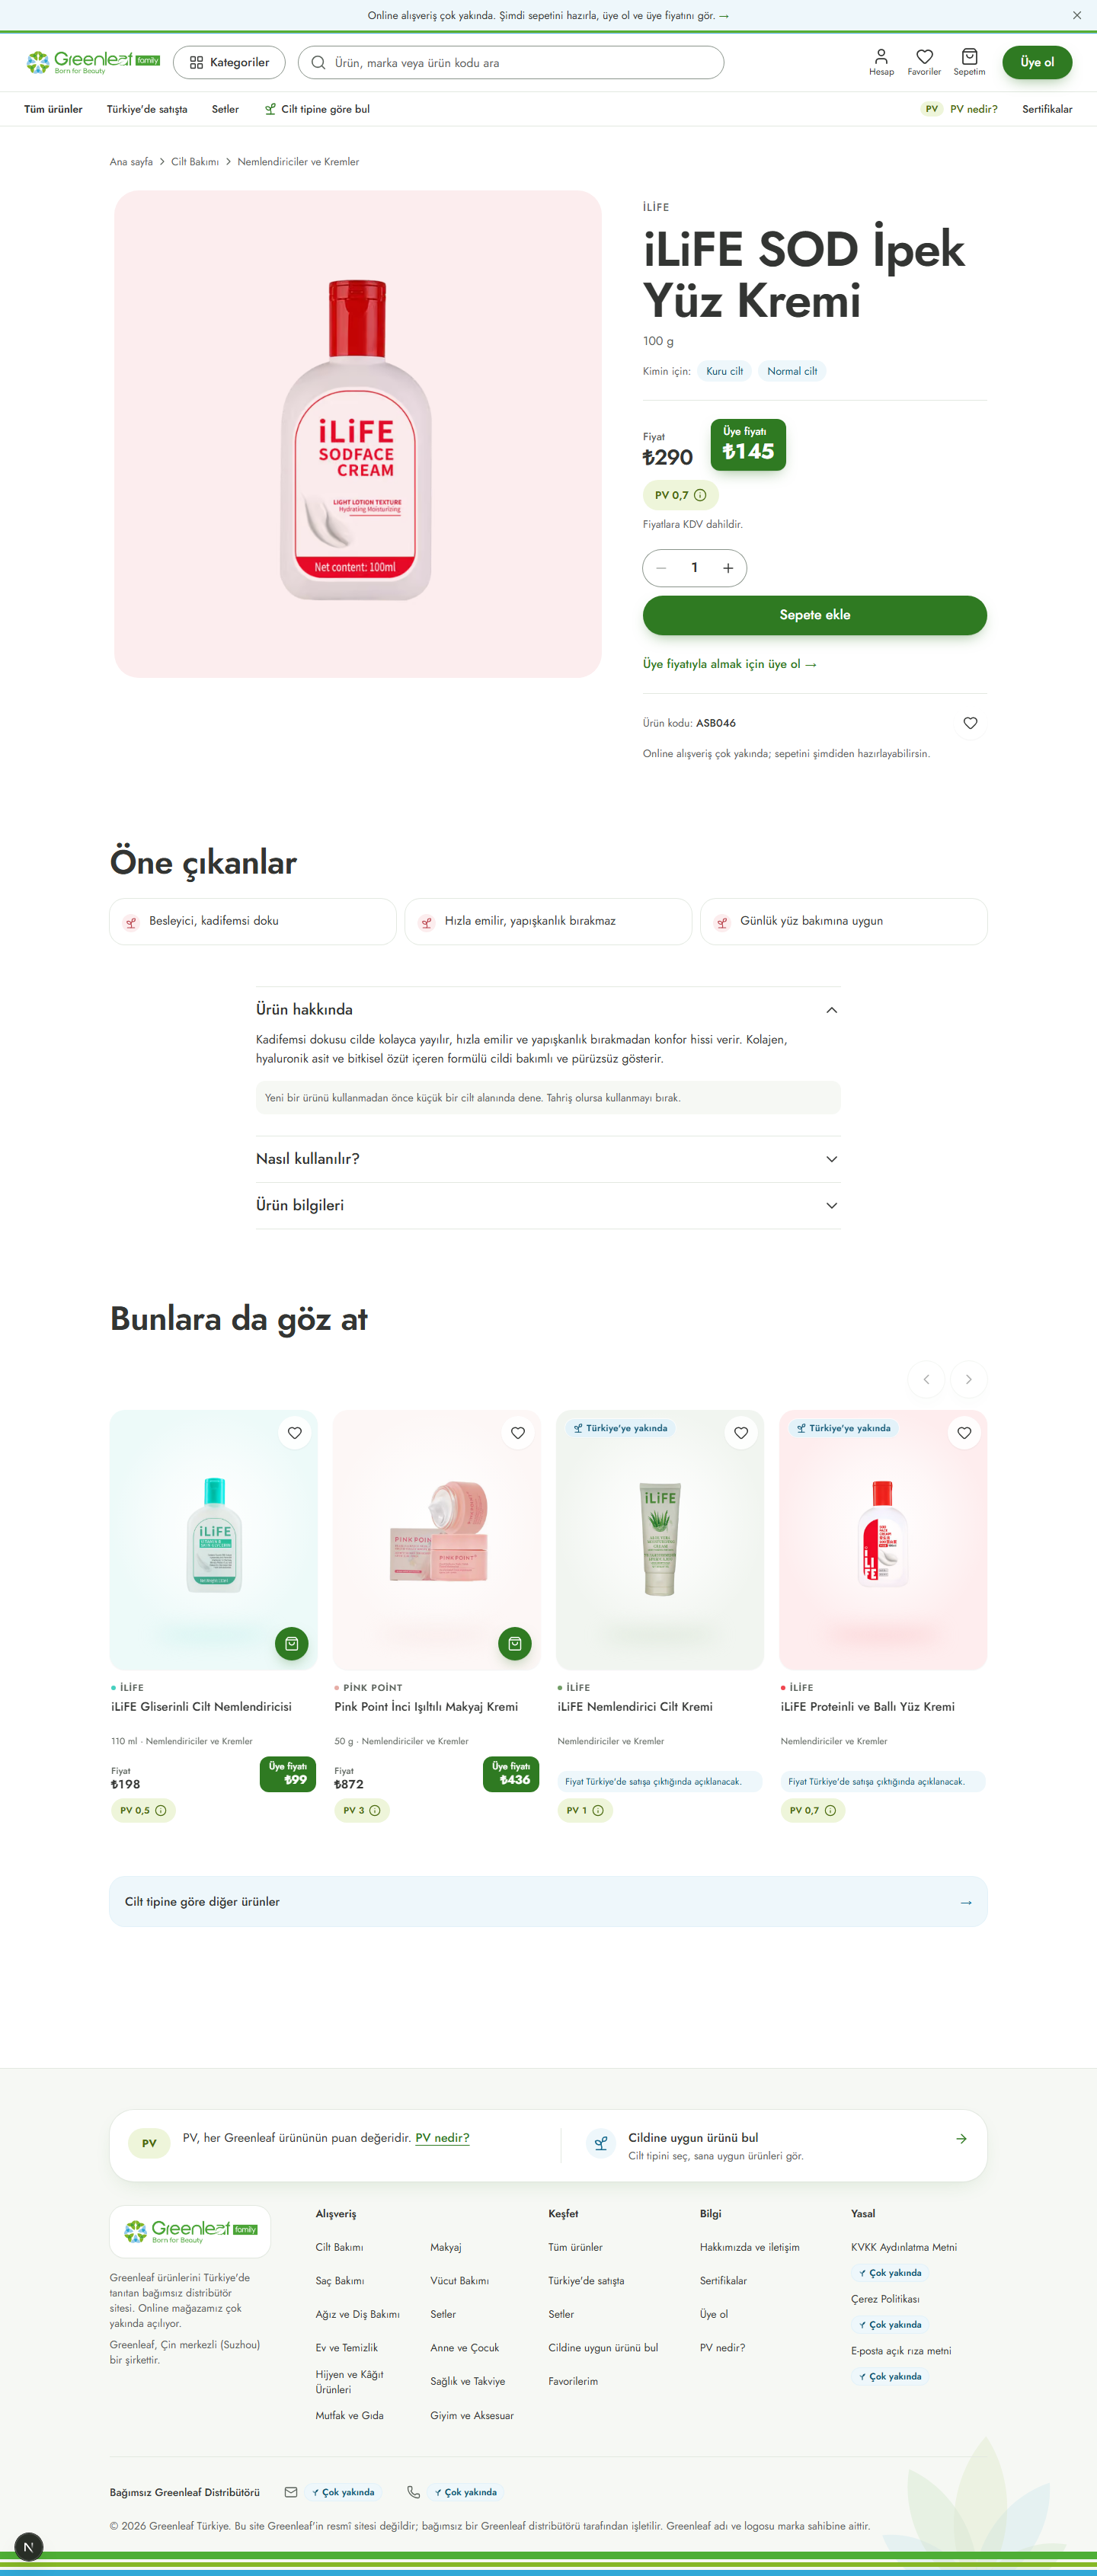 Online alışveriş çok yakında. Şimdi sepetini hazırla, üye ol ve üye fiyatını gör. →
Greenleaf family
Born for Beauty
Kategoriler
Ürün, marka veya ürün kodu ara
Hesap
Favoriler
Sepetim
Üye ol
Tüm ürünler
Türkiye'de satışta
Setler
Cilt tipine göre bul
PV
PV nedir?
Sertifikalar
Ana sayfa > Cilt Bakımı > Nemlendiriciler ve Kremler
iLiFE
SODFACE
CREAM
LIGHT LOTION TEXTURE
Hydrating Moisturizing
Net content: 100ml
İLİFE
iLiFE SOD İpek
Yüz Kremi
100 g
Kimin için:
Kuru cilt
Normal cilt
Fiyat
₺290
Üye fiyatı
₺145
PV 0,7
Fiyatlara KDV dahildir.
1
Sepete ekle
Üye fiyatıyla almak için üye ol →
Ürün kodu: ASB046
Online alışveriş çok yakında; sepetini şimdiden hazırlayabilirsin.
Öne çıkanlar
Besleyici, kadifemsi doku
Hızla emilir, yapışkanlık bırakmaz
Günlük yüz bakımına uygun
Ürün hakkında
Kadifemsi dokusu cilde kolayca yayılır, hızla emilir ve yapışkanlık bırakmadan konfor hissi verir. Kolajen,
hyaluronik asit ve bitkisel özüt içeren formülü cildi bakımlı ve pürüzsüz gösterir.
Yeni bir ürünü kullanmadan önce küçük bir cilt alanında dene. Tahriş olursa kullanmayı bırak.
Nasıl kullanılır?
Ürün bilgileri
Bunlara da göz at
iLiFE
PINK POINT
PINKPOINT
Türkiye'ye yakında
iLiFE
Türkiye'ye yakında
iLiFE
İLİFE
iLiFE Gliserinli Cilt Nemlendiricisi
110 ml · Nemlendiriciler ve Kremler
Fiyat
₺198
Üye fiyatı
₺99
PV 0,5
PİNK POİNT
Pink Point İnci Işıltılı Makyaj Kremi
50 g · Nemlendiriciler ve Kremler
Fiyat
₺872
Üye fiyatı
₺436
PV 3
İLİFE
iLiFE Nemlendirici Cilt Kremi
Nemlendiriciler ve Kremler
Fiyat Türkiye'de satışa çıktığında açıklanacak.
PV 1
İLİFE
iLiFE Proteinli ve Ballı Yüz Kremi
Nemlendiriciler ve Kremler
Fiyat Türkiye'de satışa çıktığında açıklanacak.
PV 0,7
Cilt tipine göre diğer ürünler →
PV
PV, her Greenleaf ürününün puan değeridir. PV nedir?
Cildine uygun ürünü bul
Cilt tipini seç, sana uygun ürünleri gör.
Greenleaf family
Born for Beauty
Greenleaf ürünlerini Türkiye'de
tanıtan bağımsız distribütör
sitesi. Online mağazamız çok
yakında açılıyor.
Greenleaf, Çin merkezli (Suzhou)
bir şirkettir.
Alışveriş
Cilt Bakımı
Makyaj
Saç Bakımı
Vücut Bakımı
Ağız ve Diş Bakımı
Setler
Ev ve Temizlik
Anne ve Çocuk
Hijyen ve Kâğıt
Ürünleri
Sağlık ve Takviye
Mutfak ve Gıda
Giyim ve Aksesuar
Keşfet
Tüm ürünler
Türkiye'de satışta
Setler
Cildine uygun ürünü bul
Favorilerim
Bilgi
Hakkımızda ve iletişim
Sertifikalar
Üye ol
PV nedir?
Yasal
KVKK Aydınlatma Metni
Çok yakında
Çerez Politikası
Çok yakında
E-posta açık rıza metni
Çok yakında
Bağımsız Greenleaf Distribütörü
Çok yakında
Çok yakında
© 2026 Greenleaf Türkiye. Bu site Greenleaf'in resmî sitesi değildir; bağımsız bir Greenleaf distribütörü tarafından işletilir. Greenleaf adı ve logosu marka sahibine aittir.
N